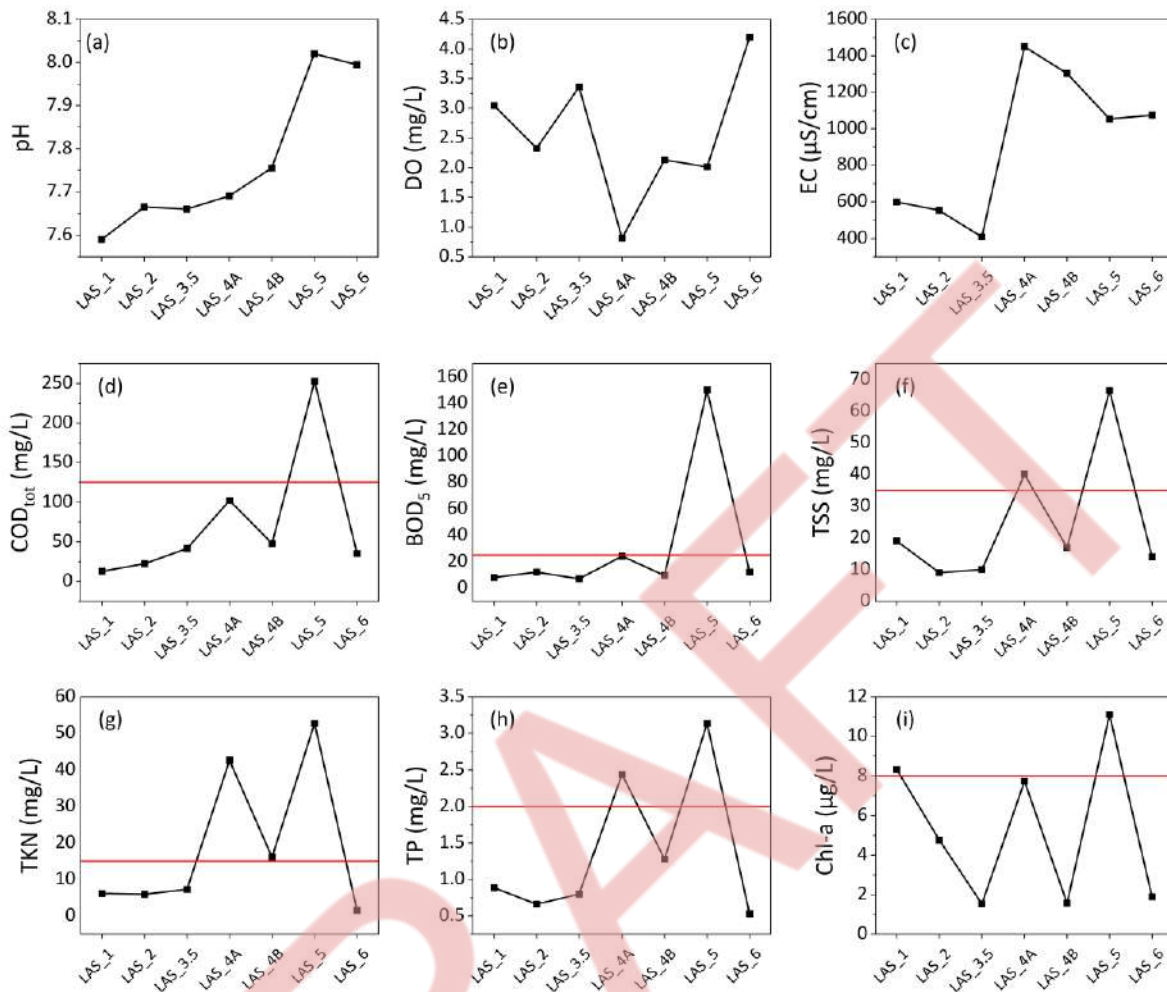 (a)
pH
8.1
8.0
7.9
7.8
7.7
7.6
LAS_1 LAS_2 LAS_3.5 LAS_4A LAS_4B LAS_5 LAS_6
(b)
DO (mg/L)
4.5
4.0
3.5
3.0
2.5
2.0
1.5
1.0
0.5
LAS_1 LAS_2 LAS_3.5 LAS_4A LAS_4B LAS_5 LAS_6
(c)
EC (µS/cm)
1600
1400
1200
1000
800
600
400
LAS_1 LAS_2 LAS_3.5 LAS_4A LAS_4B LAS_5 LAS_6
(d)
COD_tot (mg/L)
250
200
150
100
50
0
LAS_1 LAS_2 LAS_3.5 LAS_4A LAS_4B LAS_5 LAS_6
(e)
BOD₅ (mg/L)
160
140
120
100
80
60
40
20
0
LAS_1 LAS_2 LAS_3.5 LAS_4A LAS_4B LAS_5 LAS_6
(f)
TSS (mg/L)
70
60
50
40
30
20
10
0
LAS_1 LAS_2 LAS_3.5 LAS_4A LAS_4B LAS_5 LAS_6
(g)
TKN (mg/L)
60
50
40
30
20
10
0
LAS_1 LAS_2 LAS_3.5 LAS_4A LAS_4B LAS_5 LAS_6
(h)
TP (mg/L)
3.5
3.0
2.5
2.0
1.5
1.0
0.5
LAS_1 LAS_2 LAS_3.5 LAS_4A LAS_4B LAS_5 LAS_6
(i)
Chl-a (µg/L)
12
10
8
6
4
2
0
LAS_1 LAS_2 LAS_3.5 LAS_4A LAS_4B LAS_5 LAS_6